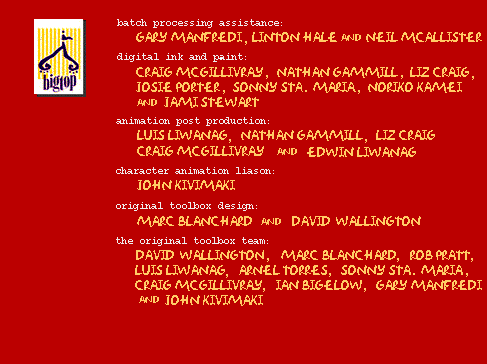 bigtop
batch processing assistance:
GARY MANFREDI, LINTON HALE AND NEIL MCALLISTER
digital ink and paint:
CRAIG MCGILLIVRAY, NATHAN GAMMILL, LIZ CRAIG,
JOSIE PORTER, SONNY STA. MARIA, NORIKO KAMEI
AND JAMI STEWART
animation post production:
LUIS LIWANAG, NATHAN GAMMILL, LIZ CRAIG
CRAIG MCGILLIVRAY AND EDWIN LIWANAG
character animation liason:
JOHN KIVIMAKI
original toolbox design:
MARC BLANCHARD AND DAVID WALLINGTON
the original toolbox team:
DAVID WALLINGTON, MARC BLANCHARD, ROB PRATT,
LUIS LIWANAG, ARNEL TORRES, SONNY STA. MARIA,
CRAIG MCGILLIVRAY, IAN BIGELOW, GARY MANFREDI
AND JOHN KIVIMAKI